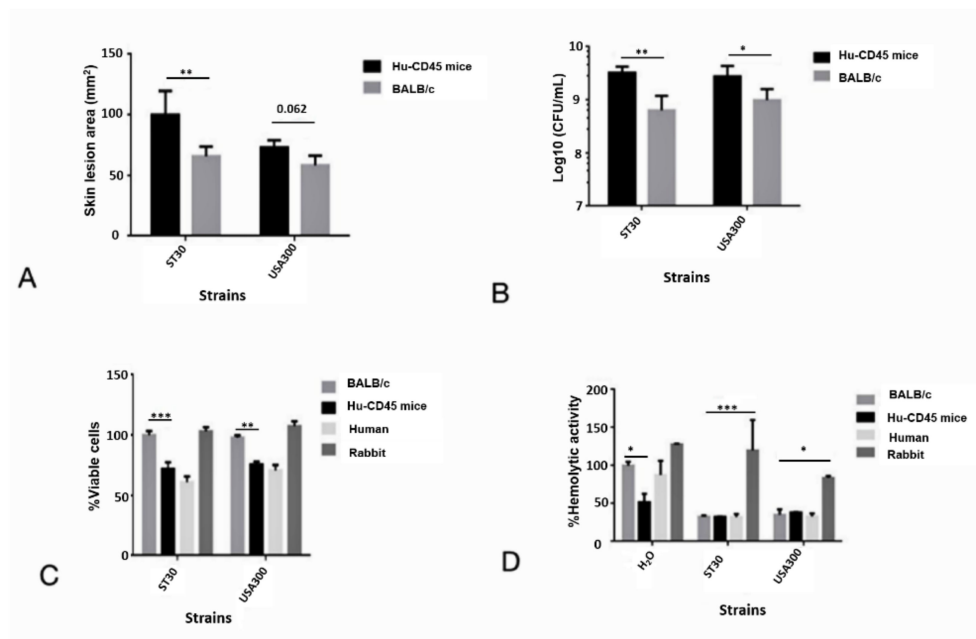 150
100
50
0
Skin lesion area (mm²)
**
0.062
ST30
USA300
Strains
Hu-CD45 mice
BALB/c
A
10
9
8
7
Log10 (CFU/mL)
**
*
ST30
USA300
Strains
Hu-CD45 mice
BALB/c
B
150
100
50
0
%Viable cells
***
**
ST30
USA300
Strains
BALB/c
Hu-CD45 mice
Human
Rabbit
C
200
150
100
50
0
%Hemolytic activity
*
***
*
H₂O
ST30
USA300
Strains
BALB/c
Hu-CD45 mice
Human
Rabbit
D